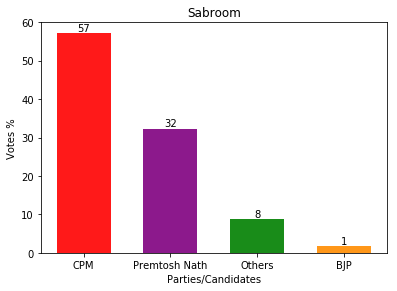 Sabroom
Votes %
60
50
40
30
20
10
0
57
32
8
1
CPM
Premtosh Nath
Others
BJP
Parties/Candidates